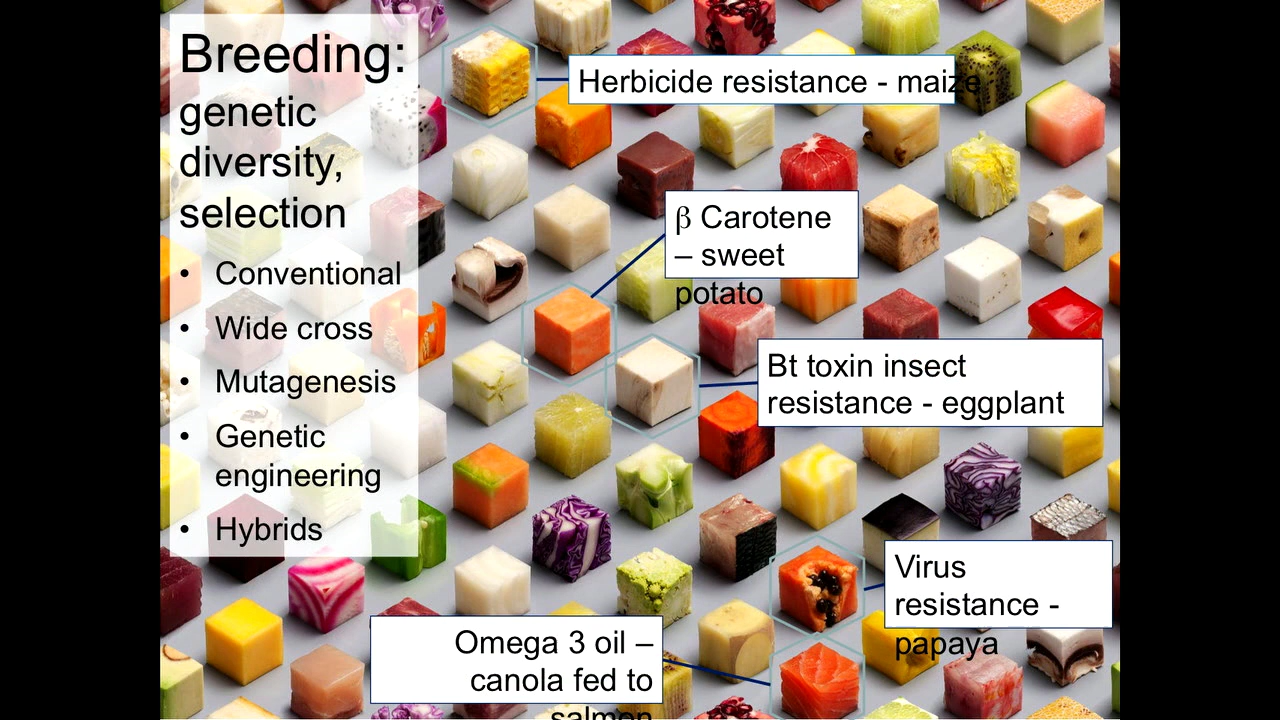 Breeding:
genetic
diversity,
selection
• Conventional
• Wide cross
• Mutagenesis
• Genetic
engineering
• Hybrids
Herbicide resistance - maize
β Carotene
– sweet
potato
Bt toxin insect
resistance - eggplant
Virus
resistance -
papaya
Omega 3 oil –
canola fed to
salmon